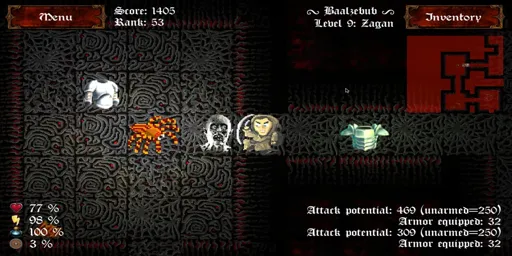 Menu
Score: 1405
Rank: 53
Baalzebub
Level 9: Zagan
Inventory
77 %
98 %
100 %
3 %
Attack potential: 469 (unarmed=250)
Armor equipped: 32
Attack potential: 309 (unarmed=250)
Armor equipped: 32